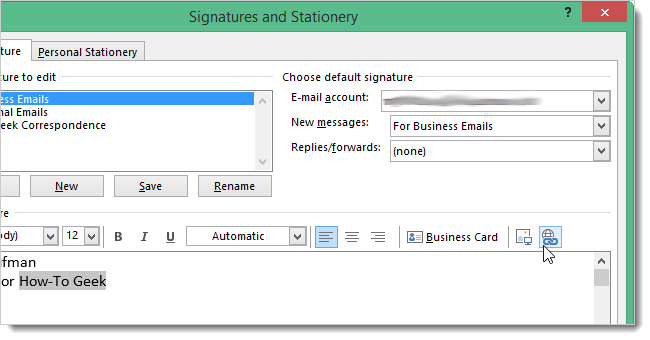 Signatures and Stationery ?
ture Personal Stationery
ture to edit
ess Emails
nal Emails
eek Correspondence
New Save Rename
Choose default signature
E-mail account:
New messages: For Business Emails
Replies/forwards: (none)
re
ody) 12 B I U Automatic Business Card
fman
or How-To Geek